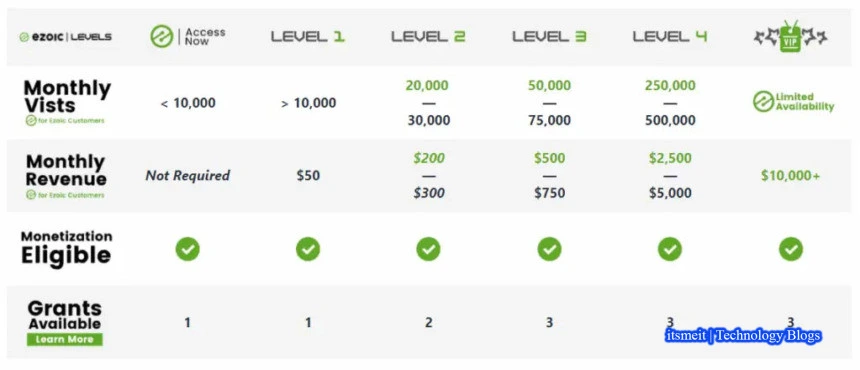 ezoic | LEVELS
Access Now
LEVEL 1
LEVEL 2
LEVEL 3
LEVEL 4
VIP
Monthly
Vists
for Ezoic Customers
< 10,000
> 10,000
20,000
—
30,000
50,000
—
75,000
250,000
—
500,000
Limited
Availability
Monthly
Revenue
for Ezoic Customers
Not Required
$50
$200
—
$300
$500
—
$750
$2,500
—
$5,000
$10,000+
Monetization
Eligible
Grants
Available
Learn More
1
1
2
3
3
3
itsmeit | Technology Blogs